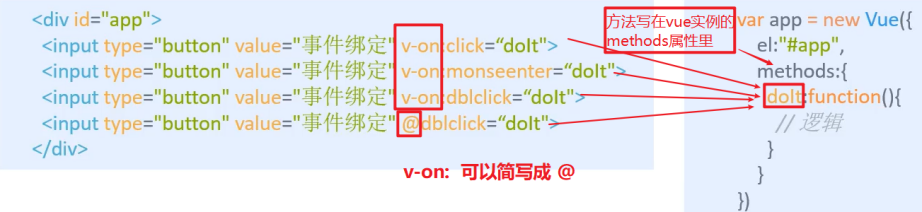 <div id="app">
<input type="button" value="事件绑定" v-on:click=“doIt">
<input type="button" value="事件绑定" v-on:monseenter=“doIt">
<input type="button" value="事件绑定" v-on:dblclick=“doIt">
<input type="button" value="事件绑定" @dblclick=“doIt">
</div>
v-on: 可以简写成 @
方法写在vue实例的
methods属性里
var app = new Vue({
el:"#app",
methods:{
doIt:function(){
// 逻辑
}
}
})